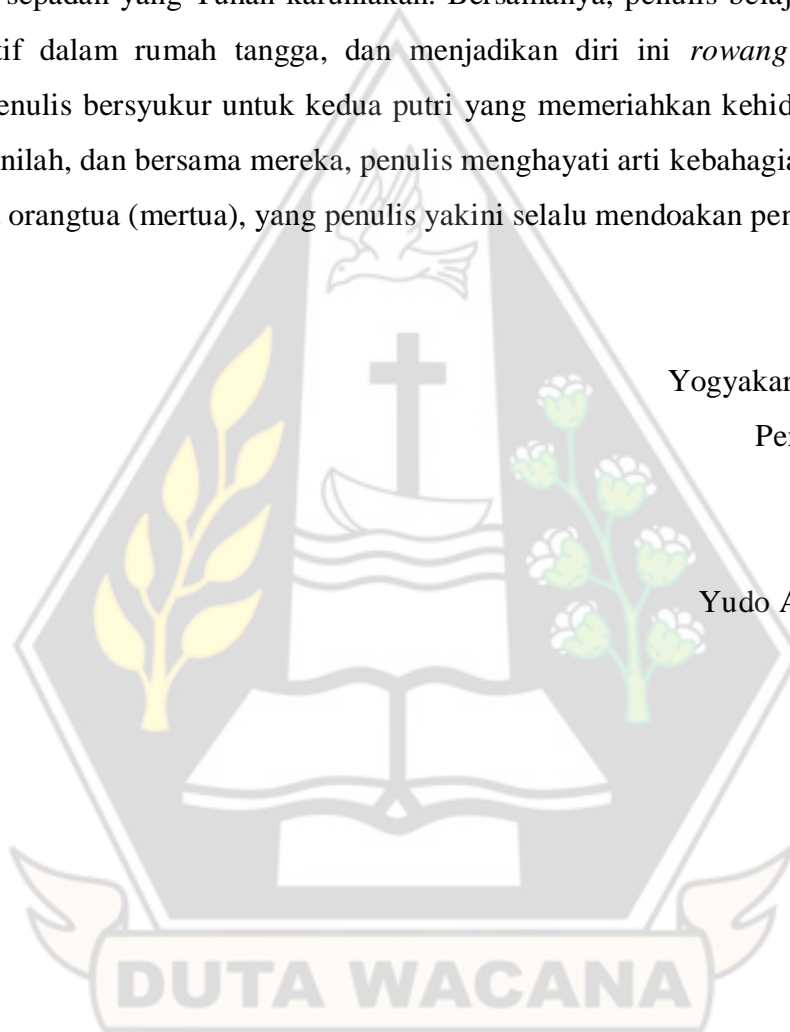 sepadan yang Tuhan karuniakan. Bersamanya, penulis belaj
tif dalam rumah tangga, dan menjadikan diri ini rowang
enulis bersyukur untuk kedua putri yang memeriahkan kehid
nilah, dan bersama mereka, penulis menghayati arti kebahagia
orangtua (mertua), yang penulis yakini selalu mendoakan pen
Yogyakar
Per
Yudo A
DUTA WACANA